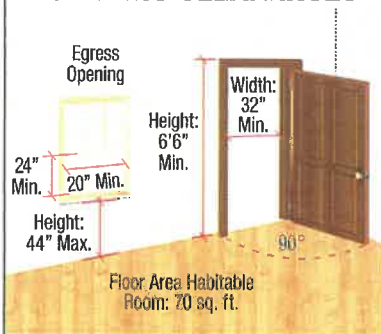 Egress
Opening
24"
Min.
20" Min.
Height:
44" Max.
Height:
6'6"
Min.
Width:
32"
Min.
90°
Floor Area Habitable
Room: 70 sq. ft.